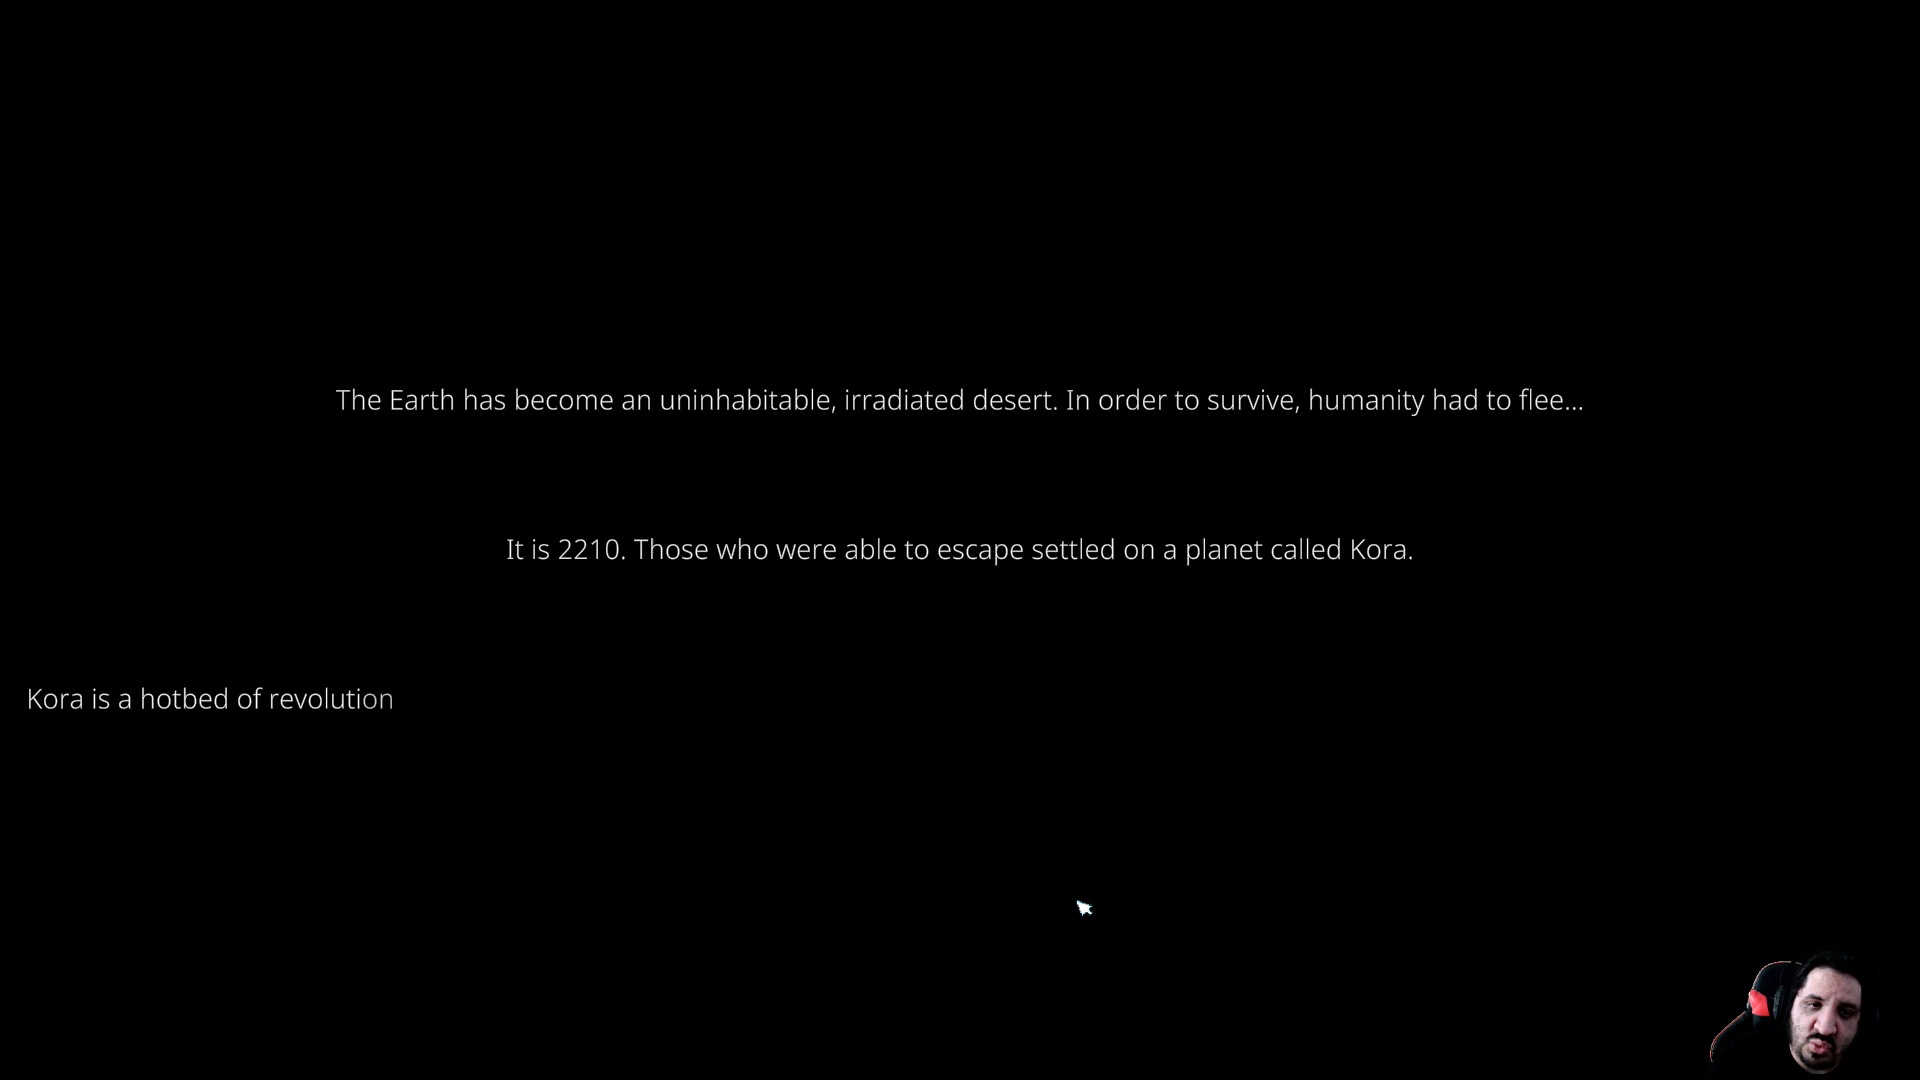 The Earth has become an uninhabitable, irradiated desert. In order to survive, humanity had to flee...
It is 2210. Those who were able to escape settled on a planet called Kora.
Kora is a hotbed of revolution